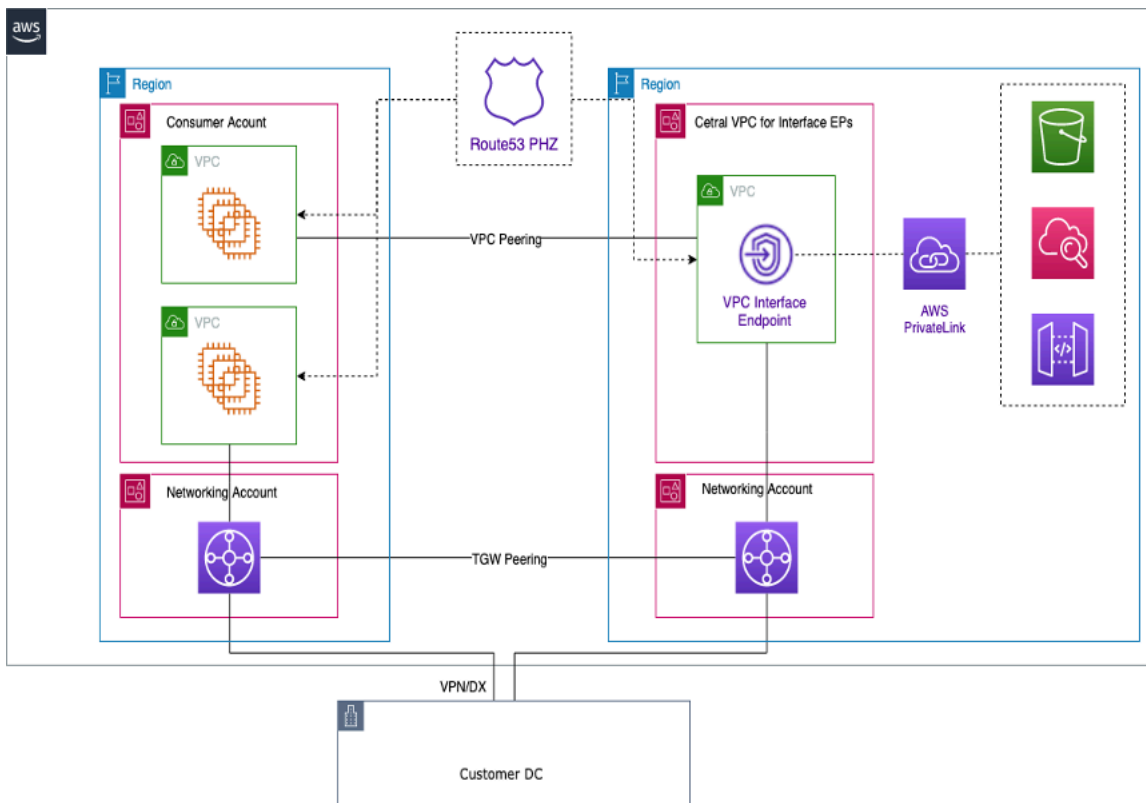 aws
Region
Consumer Acount
VPC
VPC
Networking Account
Route53 PHZ
VPC Peering
TGW Peering
Region
Cetral VPC for Interface EPs
VPC
VPC Interface
Endpoint
AWS
PrivateLink
</>
Networking Account
VPN/DX
Customer DC